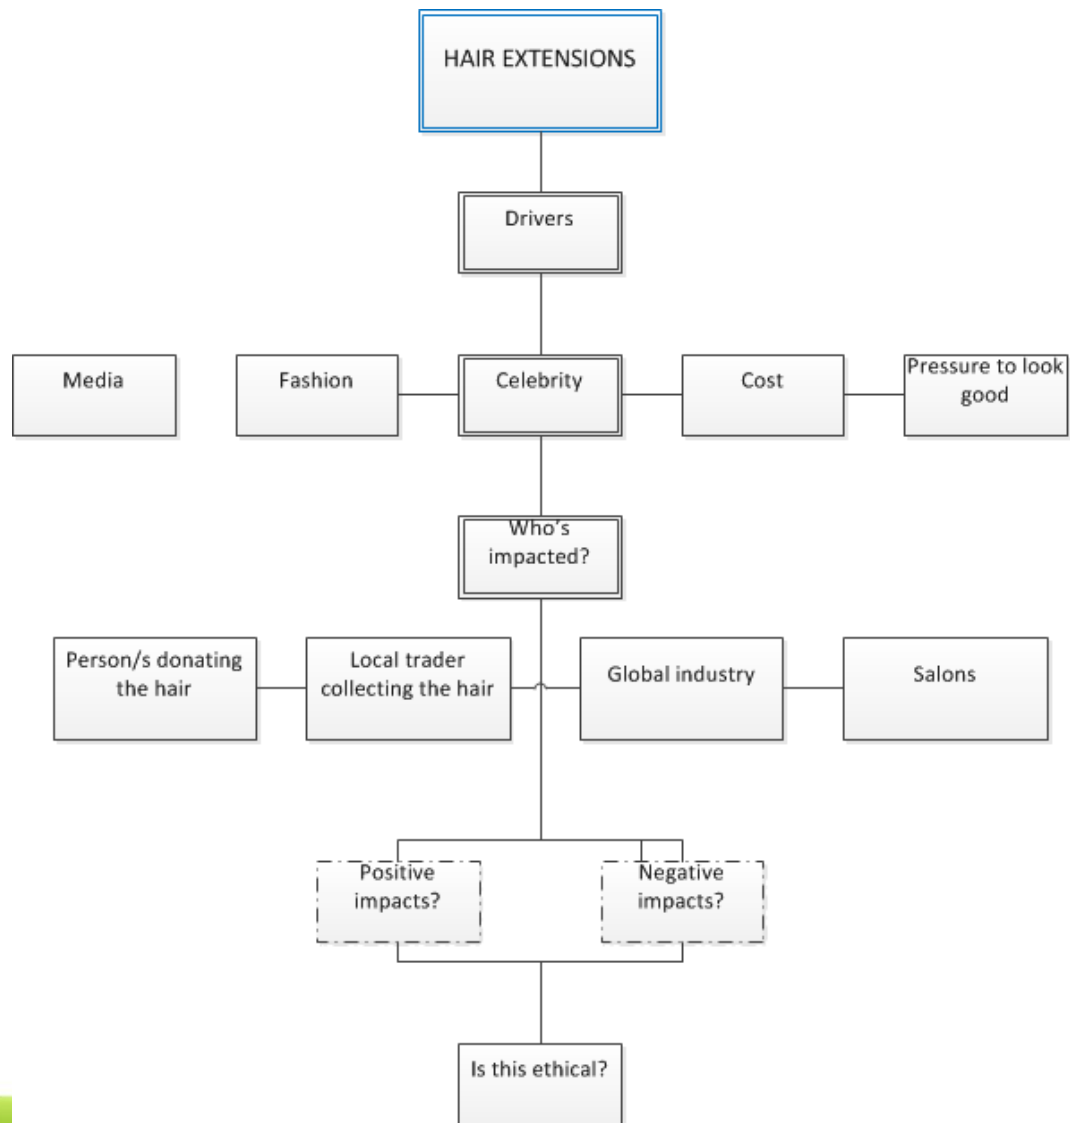 HAIR EXTENSIONS
Drivers
Media
Fashion
Celebrity
Cost
Pressure to look
good
Who's
impacted?
Person/s donating
the hair
Local trader
collecting the hair
Global industry
Salons
Positive
impacts?
Negative
impacts?
Is this ethical?